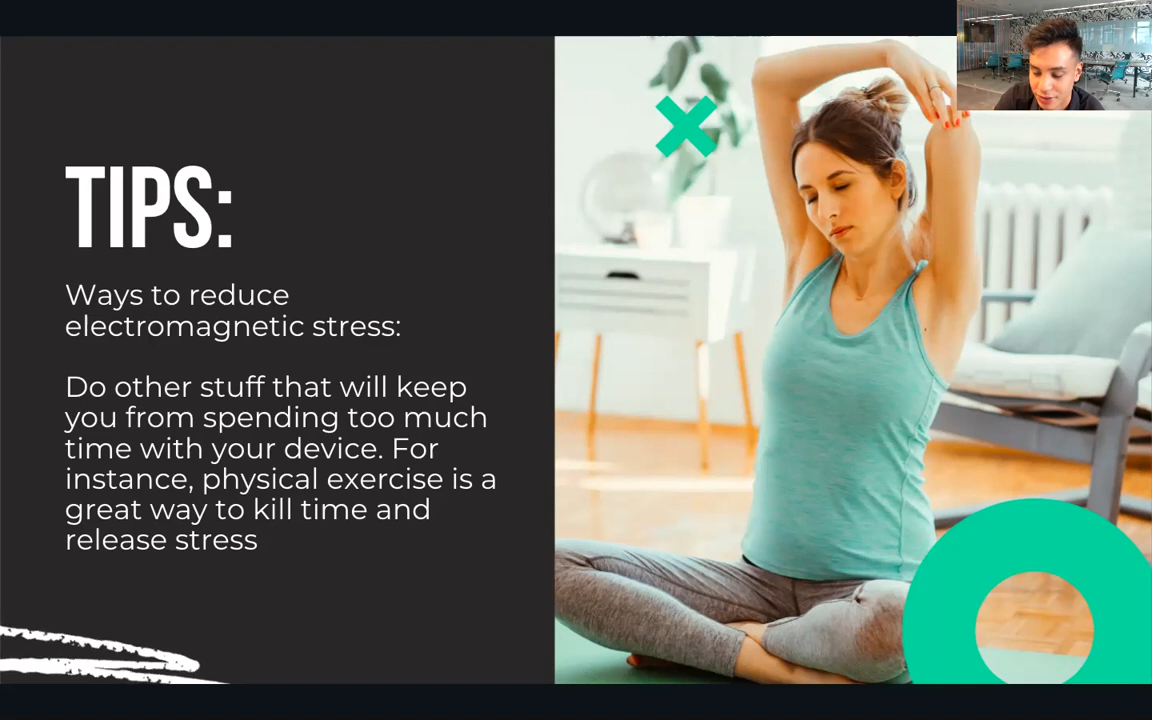 TIPS:
Ways to reduce
electromagnetic stress:
Do other stuff that will keep
you from spending too much
time with your device. For
instance, physical exercise is a
great way to kill time and
release stress